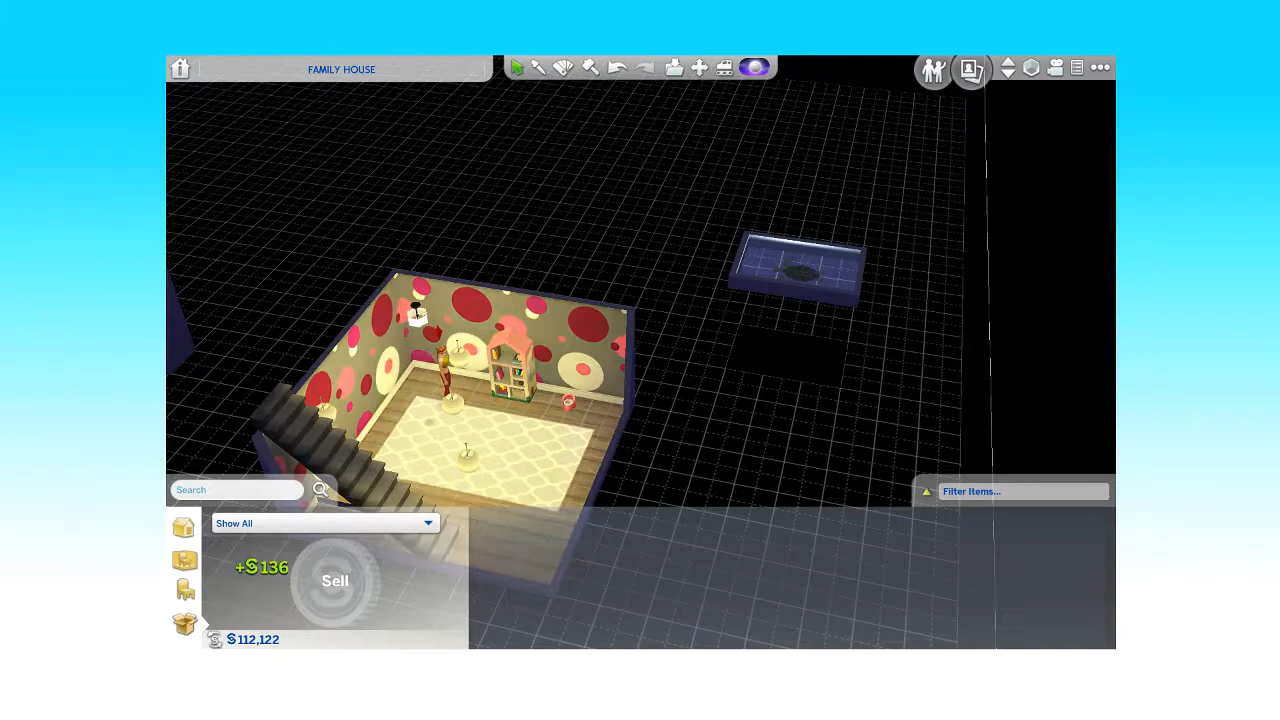 FAMILY HOUSE
Search
Filter Items...
Show All
+§136
Sell
§112,122